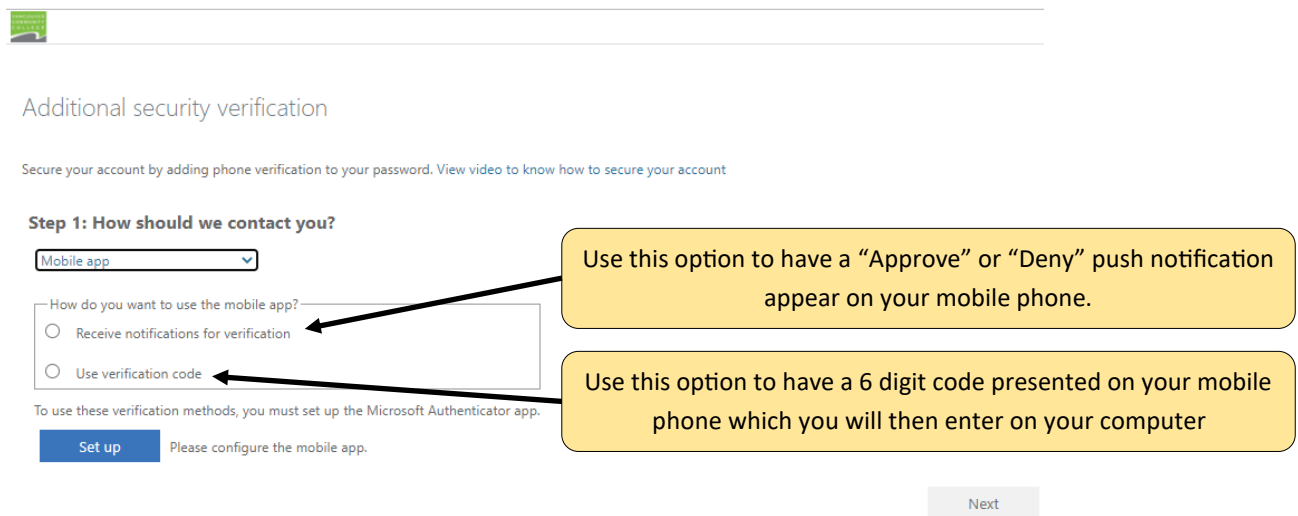 VANCOUVER
COMMUNITY
COLLEGE
Additional security verification
Secure your account by adding phone verification to your password. View video to know how to secure your account
Step 1: How should we contact you?
Mobile app
How do you want to use the mobile app?
Receive notifications for verification
Use verification code
To use these verification methods, you must set up the Microsoft Authenticator app.
Set up Please configure the mobile app.
Next
Use this option to have a “Approve” or “Deny” push notification
appear on your mobile phone.
Use this option to have a 6 digit code presented on your mobile
phone which you will then enter on your computer